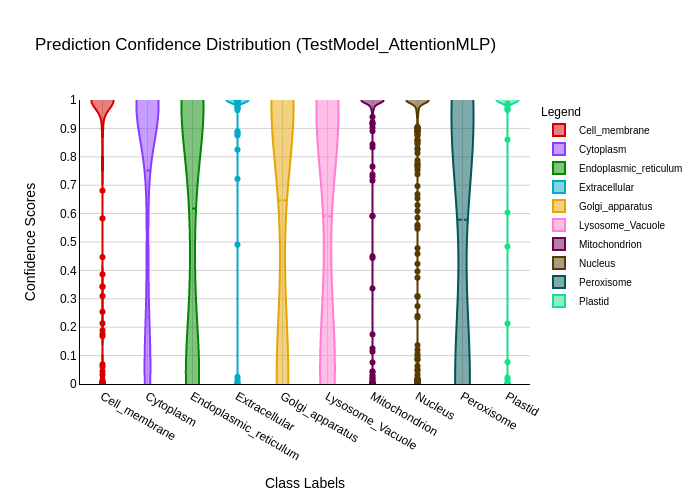 Prediction Confidence Distribution (TestModel_AttentionMLP)
Legend
Cell_membrane
Cytoplasm
Endoplasmic_reticulum
Extracellular
Golgi_apparatus
Lysosome_Vacuole
Mitochondrion
Nucleus
Peroxisome
Plastid
Confidence Scores
1
0.9
0.8
0.7
0.6
0.5
0.4
0.3
0.2
0.1
0
Cell_membrane
Cytoplasm
Endoplasmic_reticulum
Extracellular
Golgi_apparatus
Lysosome_Vacuole
Mitochondrion
Nucleus
Peroxisome
Plastid
Class Labels